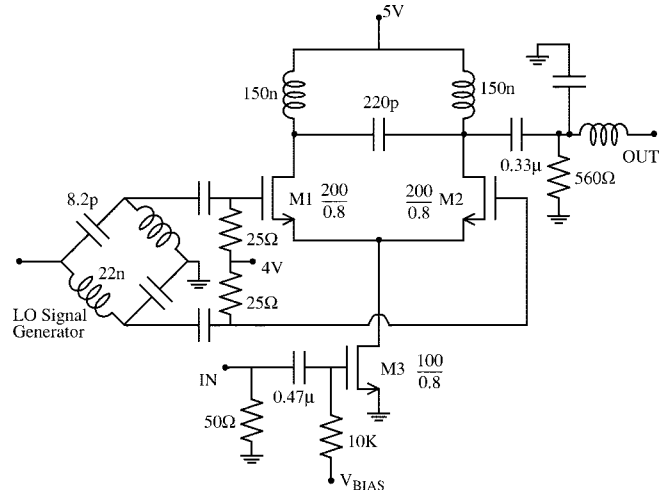 5V
150n
220p
150n
0.33µ
OUT
560Ω
8.2p
M1 200/0.8
200/0.8 M2
25Ω
4V
22n
25Ω
LO Signal
Generator
IN
0.47µ
M3 100/0.8
50Ω
10K
V_BIAS